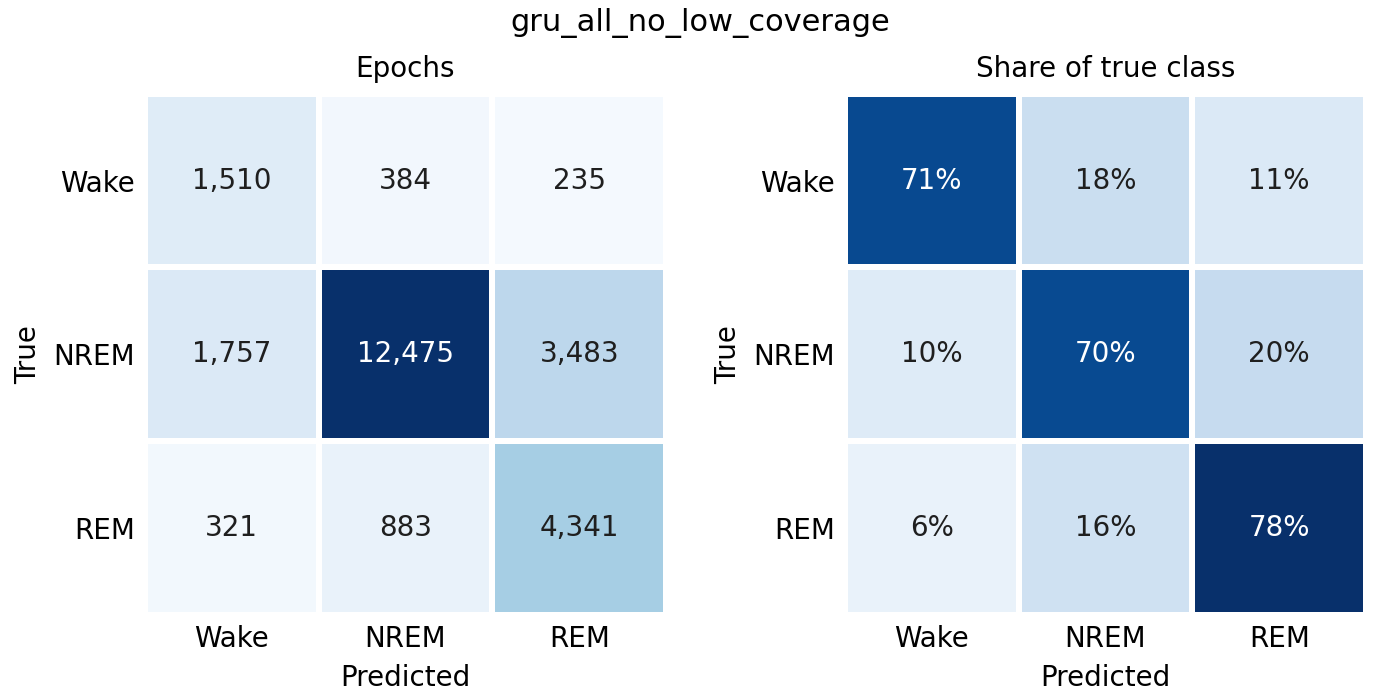 gru_all_no_low_coverage
Epochs
Wake 1,510 384 235
NREM 1,757 12,475 3,483
REM 321 883 4,341
Wake NREM REM
Predicted
True
Share of true class
Wake 71% 18% 11%
NREM 10% 70% 20%
REM 6% 16% 78%
Wake NREM REM
Predicted
True